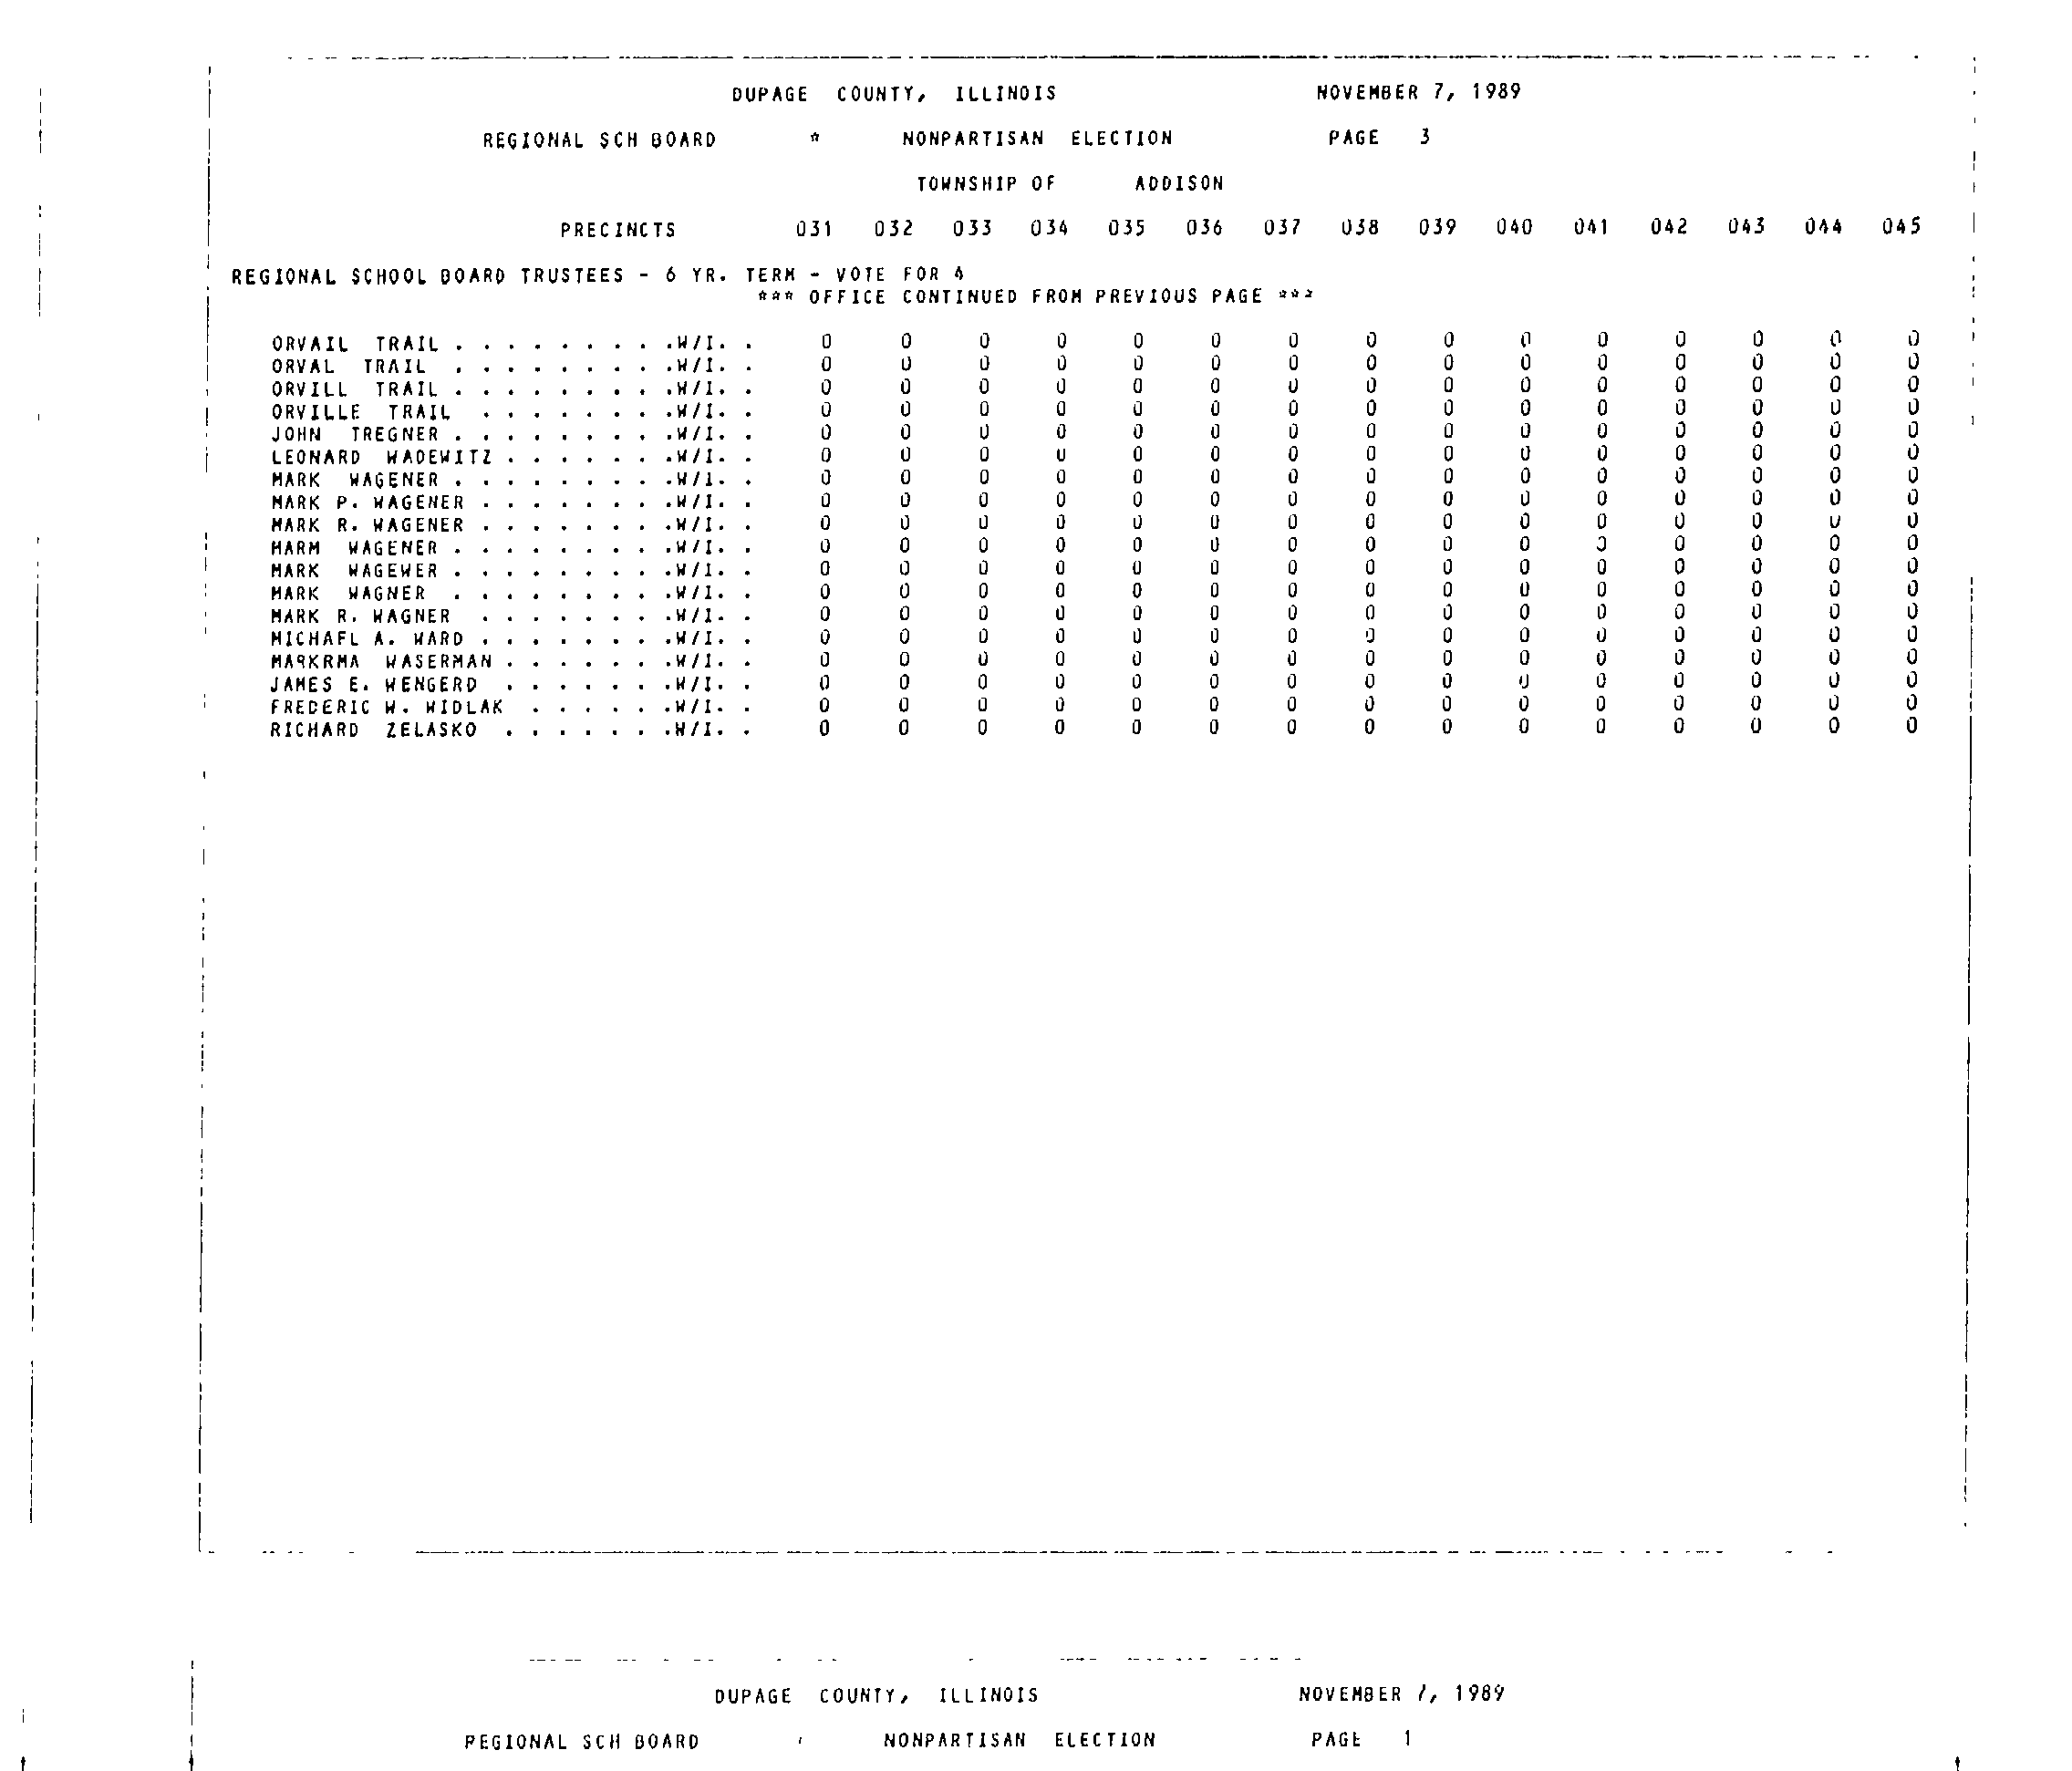 DUPAGE COUNTY, ILLINOIS NOVEMBER 7, 1989
REGIONAL SCH BOARD * NONPARTISAN ELECTION PAGE 3
TOWNSHIP OF ADDISON
PRECINCTS 031 032 033 034 035 036 037 038 039 040 041 042 043 044 045
REGIONAL SCHOOL BOARD TRUSTEES - 6 YR. TERM - VOTE FOR 4
*** OFFICE CONTINUED FROM PREVIOUS PAGE ***
ORVAIL TRAIL . . . . . . . . .W/I. . 0 0 0 0 0 0 0 0 0 0 0 0 0 0 0
ORVAL TRAIL . . . . . . . . .W/I. . 0 0 0 0 0 0 0 0 0 0 0 0 0 0 0
ORVILL TRAIL . . . . . . . . .W/I. . 0 0 0 0 0 0 0 0 0 0 0 0 0 0 0
ORVILLE TRAIL . . . . . . . .W/I. . 0 0 0 0 0 0 0 0 0 0 0 0 0 0 0
JOHN TREGNER . . . . . . . . .W/I. . 0 0 0 0 0 0 0 0 0 0 0 0 0 0 0
LEONARD WADEWITZ . . . . . . .W/I. . 0 0 0 0 0 0 0 0 0 0 0 0 0 0 0
MARK WAGENER . . . . . . . . .W/I. . 0 0 0 0 0 0 0 0 0 0 0 0 0 0 0
MARK P. WAGENER . . . . . . . .W/I. . 0 0 0 0 0 0 0 0 0 0 0 0 0 0 0
MARK R. WAGENER . . . . . . . .W/I. . 0 0 0 0 0 0 0 0 0 0 0 0 0 0 0
MARM WAGENER . . . . . . . . .W/I. . 0 0 0 0 0 0 0 0 0 0 0 0 0 0 0
MARK WAGEWER . . . . . . . . .W/I. . 0 0 0 0 0 0 0 0 0 0 0 0 0 0 0
MARK WAGNER . . . . . . . . .W/I. . 0 0 0 0 0 0 0 0 0 0 0 0 0 0 0
MARK R. WAGNER . . . . . . . .W/I. . 0 0 0 0 0 0 0 0 0 0 0 0 0 0 0
MICHAEL A. WARD . . . . . . . .W/I. . 0 0 0 0 0 0 0 0 0 0 0 0 0 0 0
MARKRMA WASERMAN . . . . . . .W/I. . 0 0 0 0 0 0 0 0 0 0 0 0 0 0 0
JAMES E. WENGERD . . . . . . .W/I. . 0 0 0 0 0 0 0 0 0 0 0 0 0 0 0
FREDERIC W. WIDLAK . . . . . .W/I. . 0 0 0 0 0 0 0 0 0 0 0 0 0 0 0
RICHARD ZELASKO . . . . . . .W/I. . 0 0 0 0 0 0 0 0 0 0 0 0 0 0 0
DUPAGE COUNTY, ILLINOIS NOVEMBER 7, 1989
REGIONAL SCH BOARD NONPARTISAN ELECTION PAGE 1